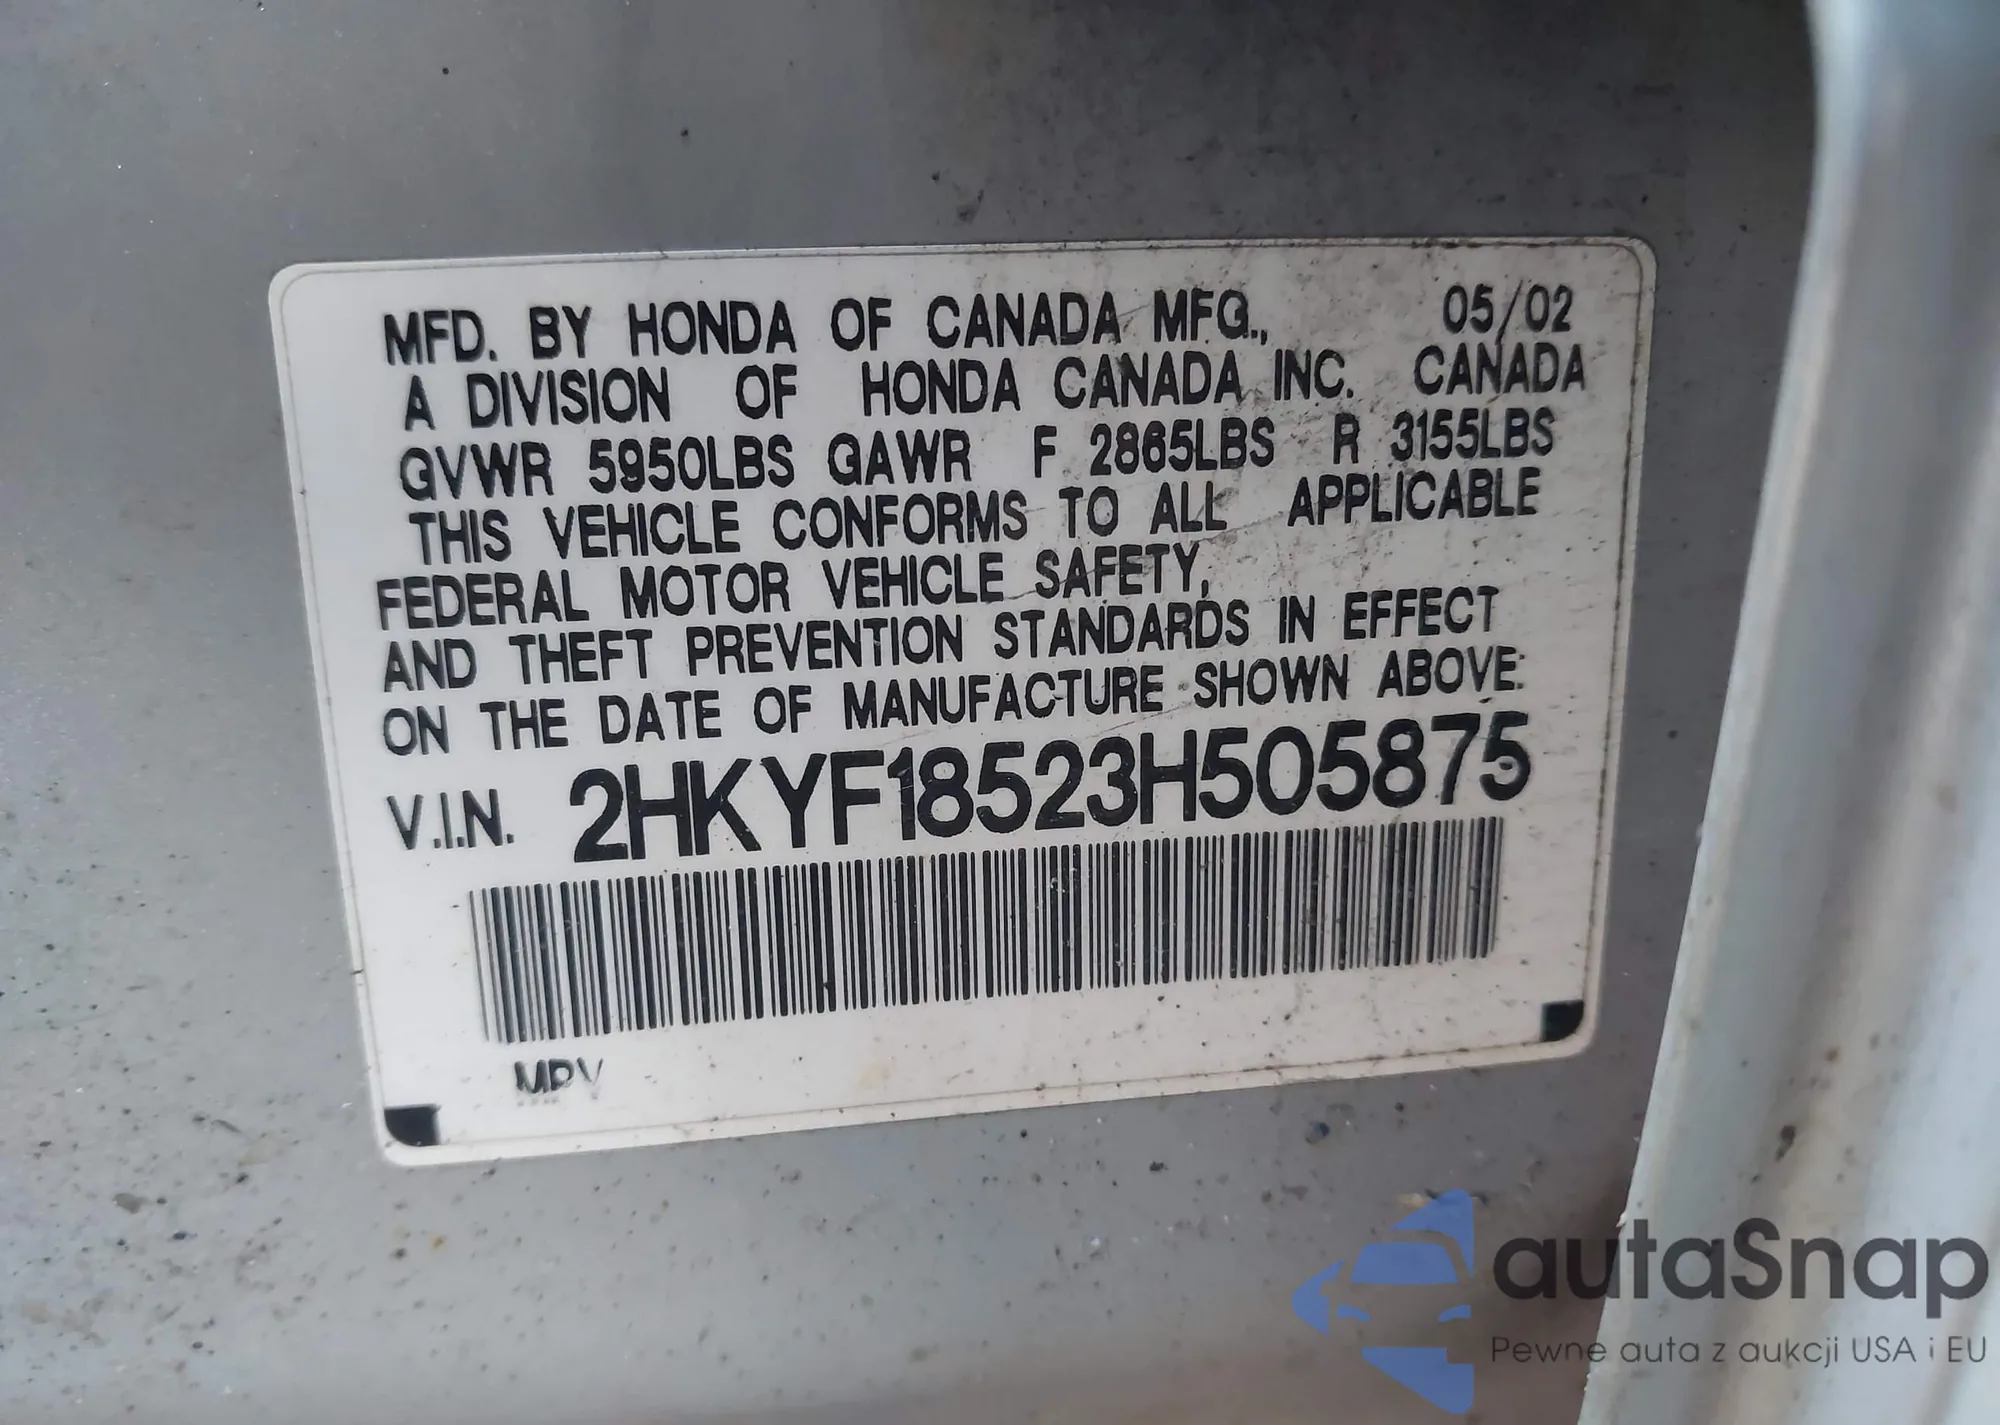 MFD. BY HONDA OF CANADA MFG., 05/02
A DIVISION OF HONDA CANADA INC. CANADA
GVWR 5950LBS GAWR F 2865LBS R 3155LBS
THIS VEHICLE CONFORMS TO ALL APPLICABLE
FEDERAL MOTOR VEHICLE SAFETY,
AND THEFT PREVENTION STANDARDS IN EFFECT
ON THE DATE OF MANUFACTURE SHOWN ABOVE:
V.I.N. 2HKYF18523H505875
MPV
autaSnap
Pewne auta z aukcji USA i EU